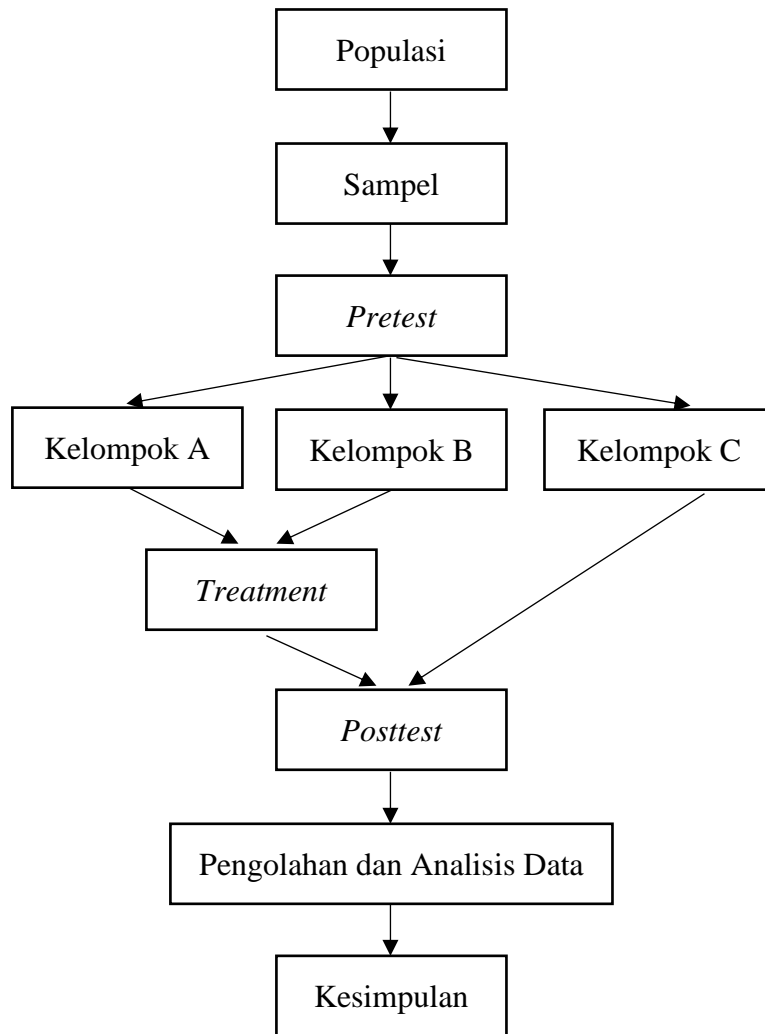 Populasi
Sampel
Pretest
Kelompok A
Kelompok B
Kelompok C
Treatment
Posttest
Pengolahan dan Analisis Data
Kesimpulan